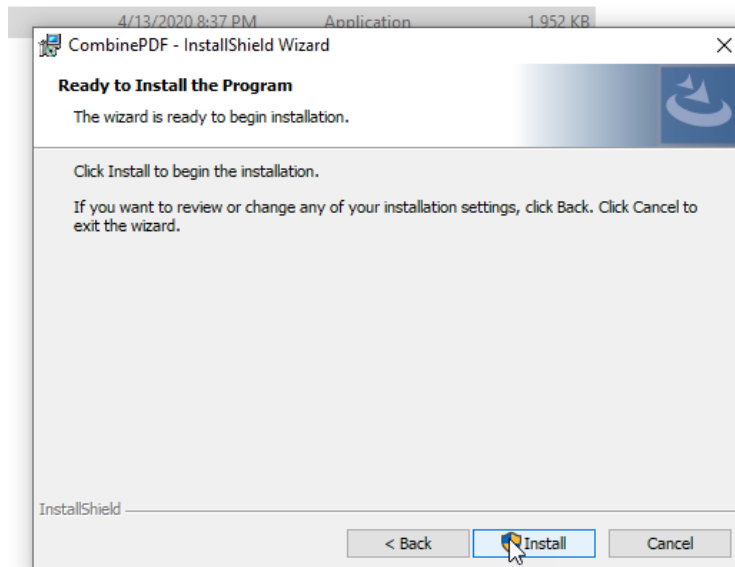 4/13/2020 8:37 PM Application 1,952 KB
CombinePDF - InstallShield Wizard
Ready to Install the Program
The wizard is ready to begin installation.
Click Install to begin the installation.
If you want to review or change any of your installation settings, click Back. Click Cancel to
exit the wizard.
InstallShield
< Back Install Cancel